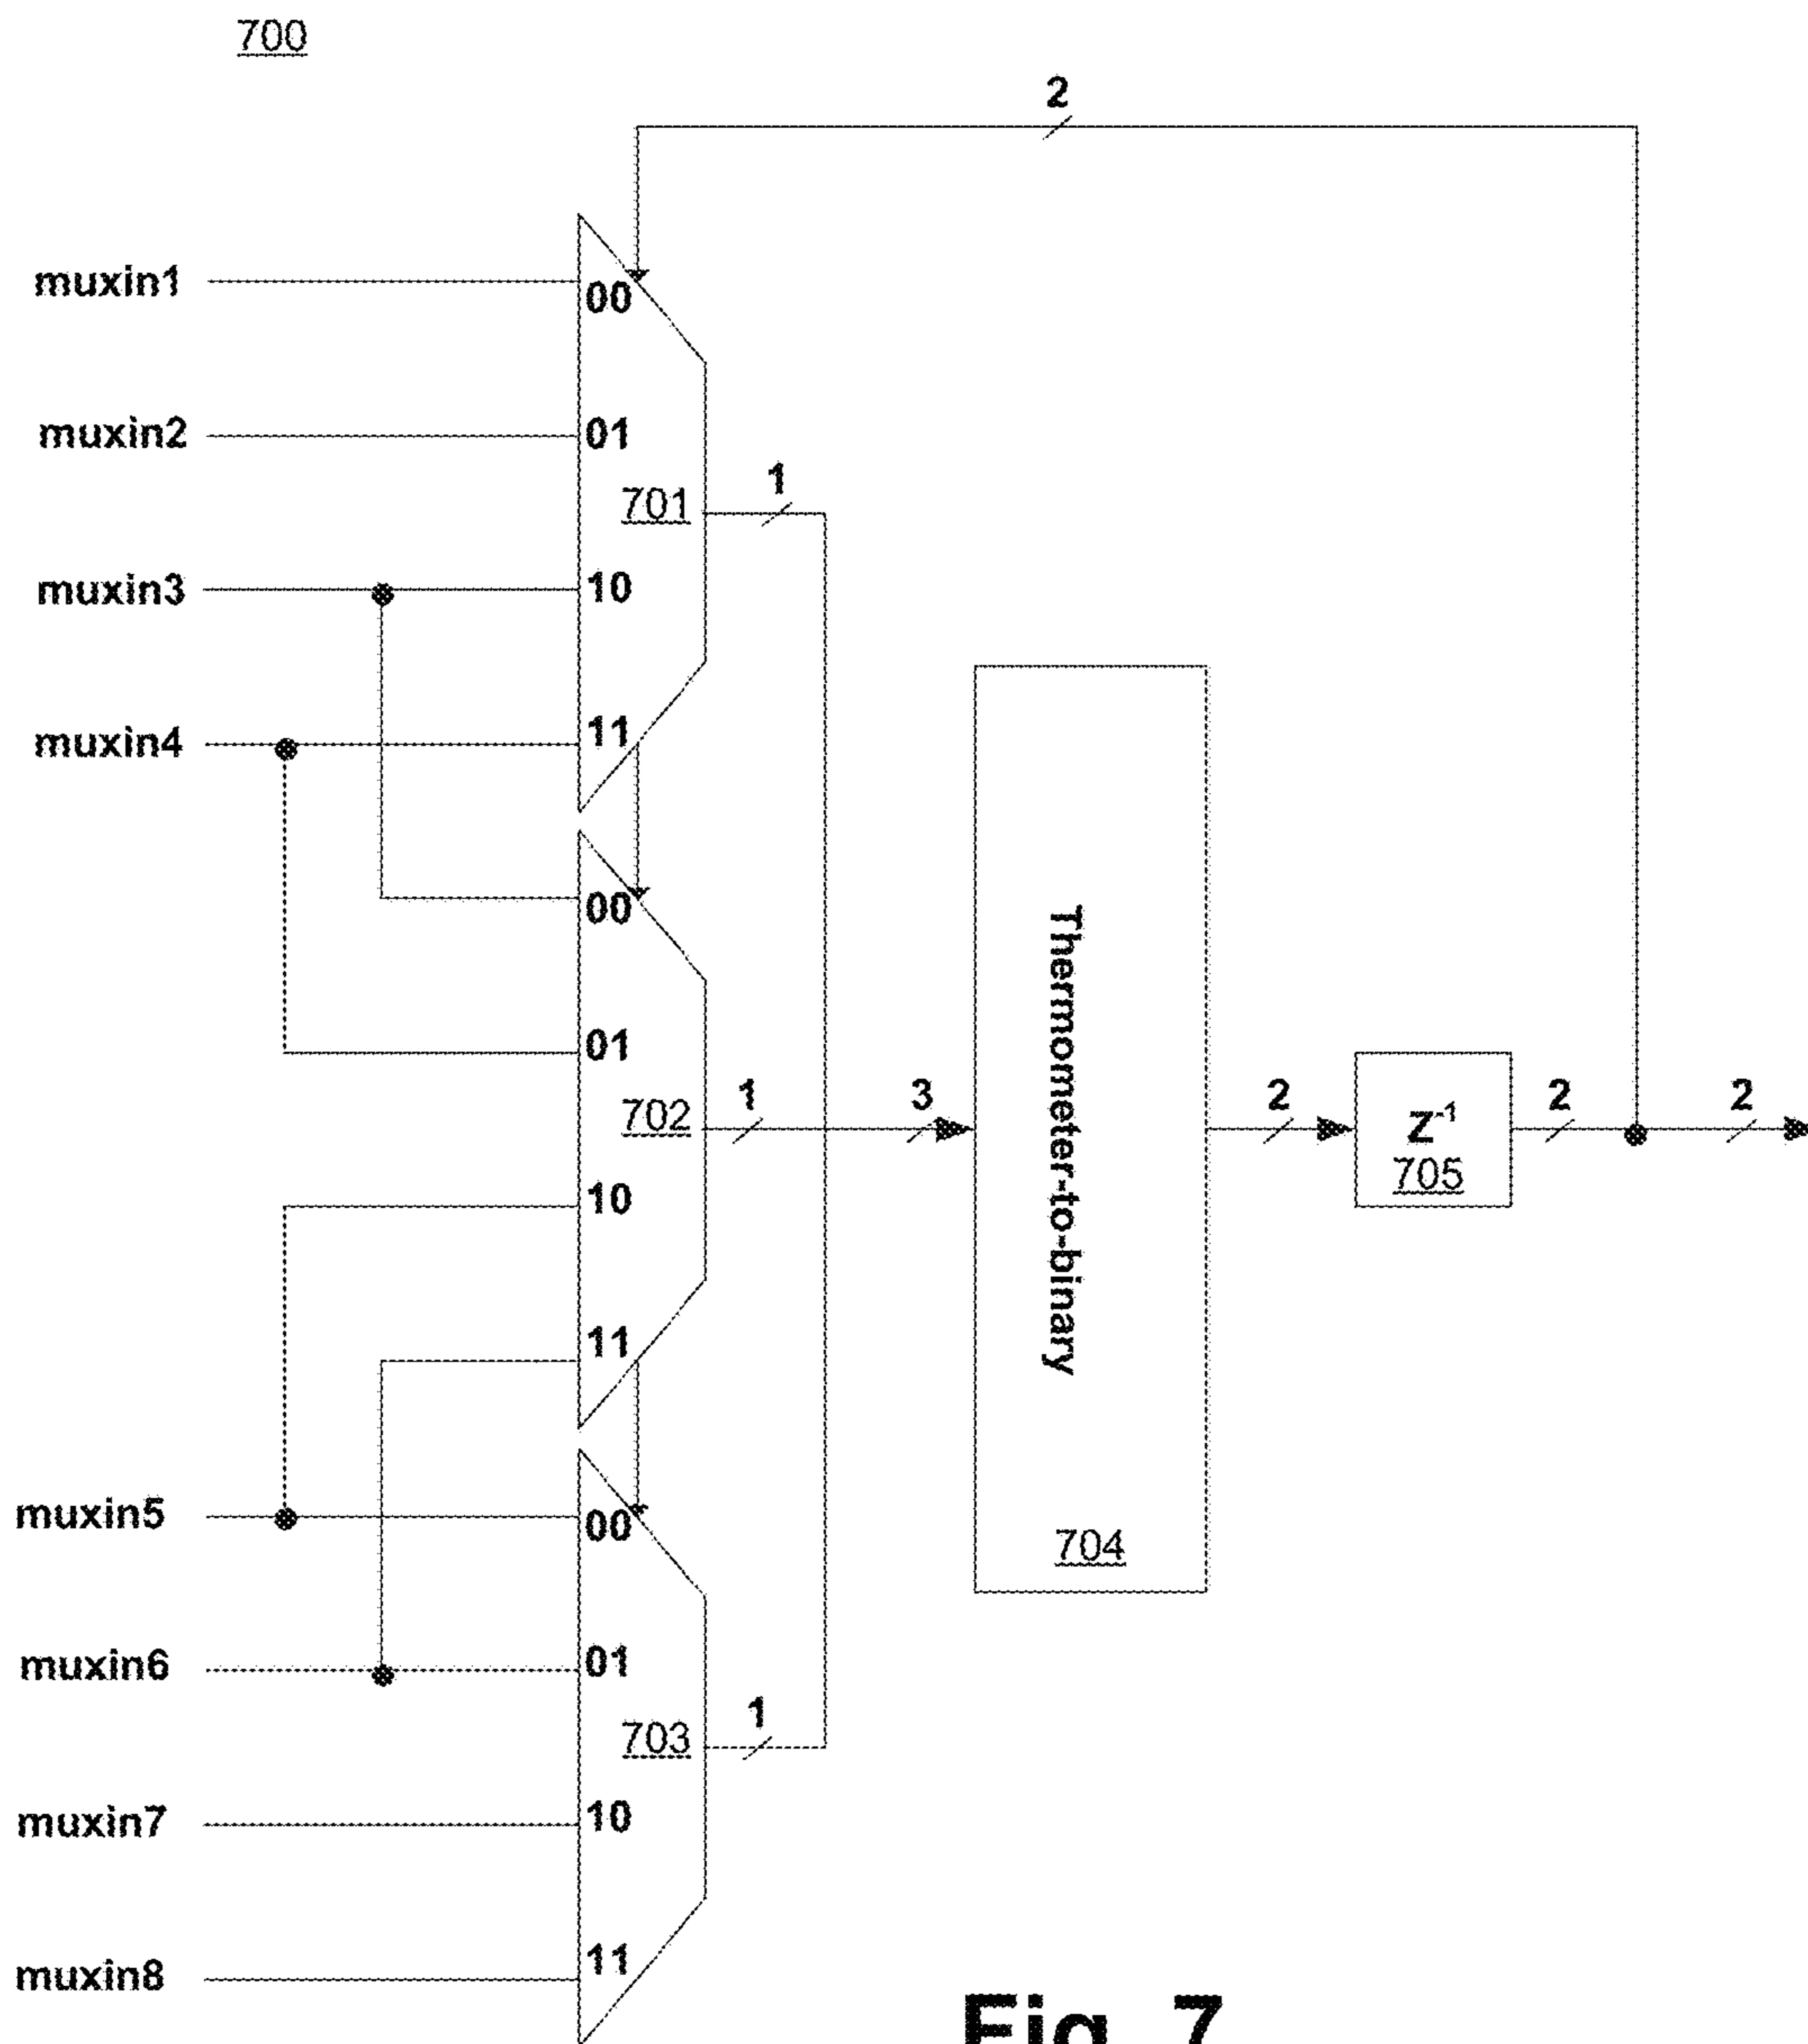 700
2
muxin1
00
muxin2
01
701
1
muxin3
10
muxin4
11
00
01
702
1
3
Thermometer-to-binary
704
2
z-1
705
2
2
10
11
muxin5
00
muxin6
01
703
1
muxin7
10
muxin8
11
Fig. 7